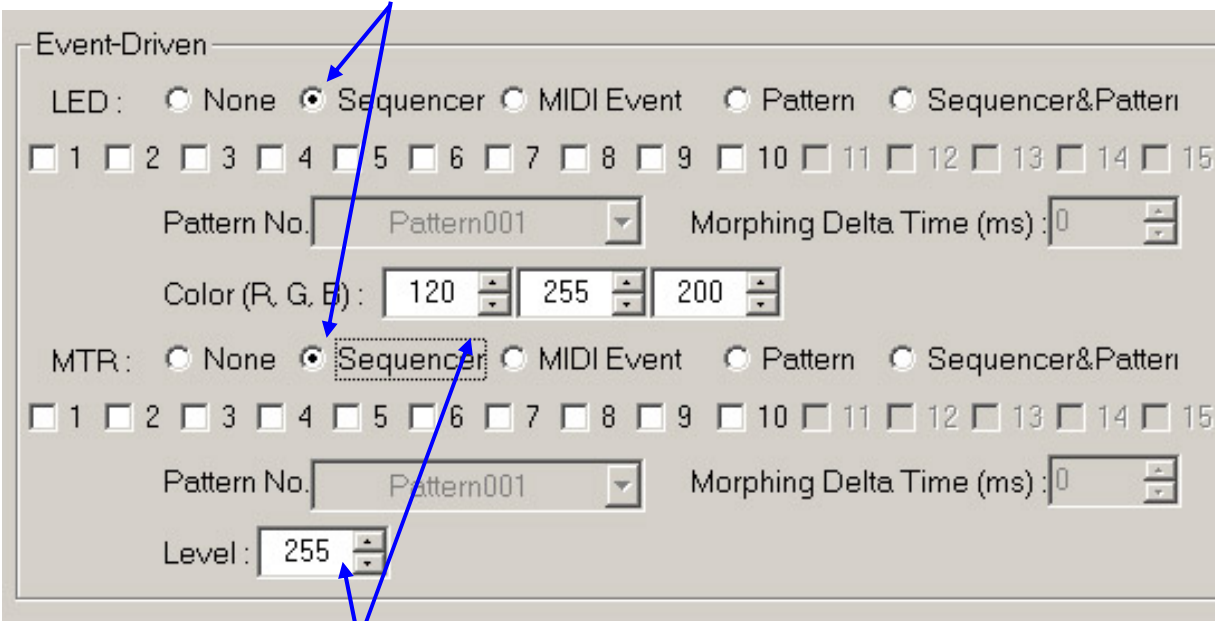 Event-Driven
LED : None Sequencer MIDI Event Pattern Sequencer&Pattern
1 2 3 4 5 6 7 8 9 10 11 12 13 14 15
Pattern No. Pattern001 Morphing Delta Time (ms) : 0
Color (R, G, B) : 120 255 200
MTR : None Sequencer MIDI Event Pattern Sequencer&Pattern
1 2 3 4 5 6 7 8 9 10 11 12 13 14 15
Pattern No. Pattern001 Morphing Delta Time (ms) : 0
Level : 255